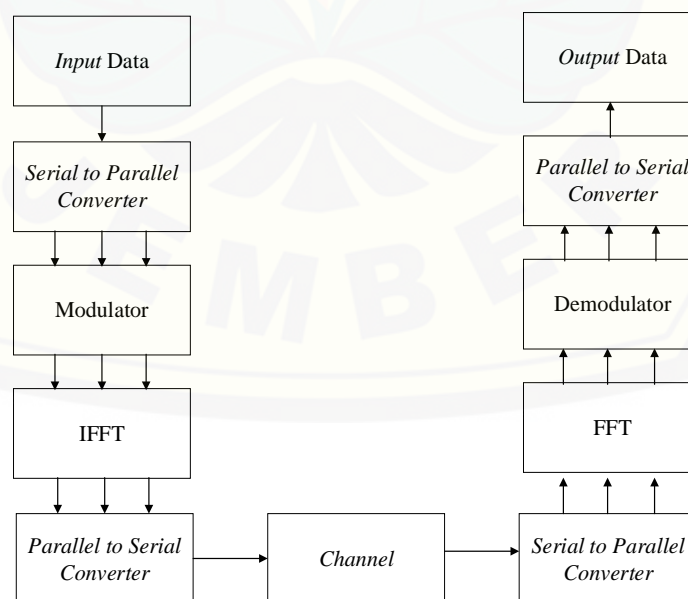 Input Data
Serial to Parallel
Converter
Modulator
IFFT
Parallel to Serial
Converter
Channel
Serial to Parallel
Converter
FFT
Demodulator
Parallel to Serial
Converter
Output Data
EMBER